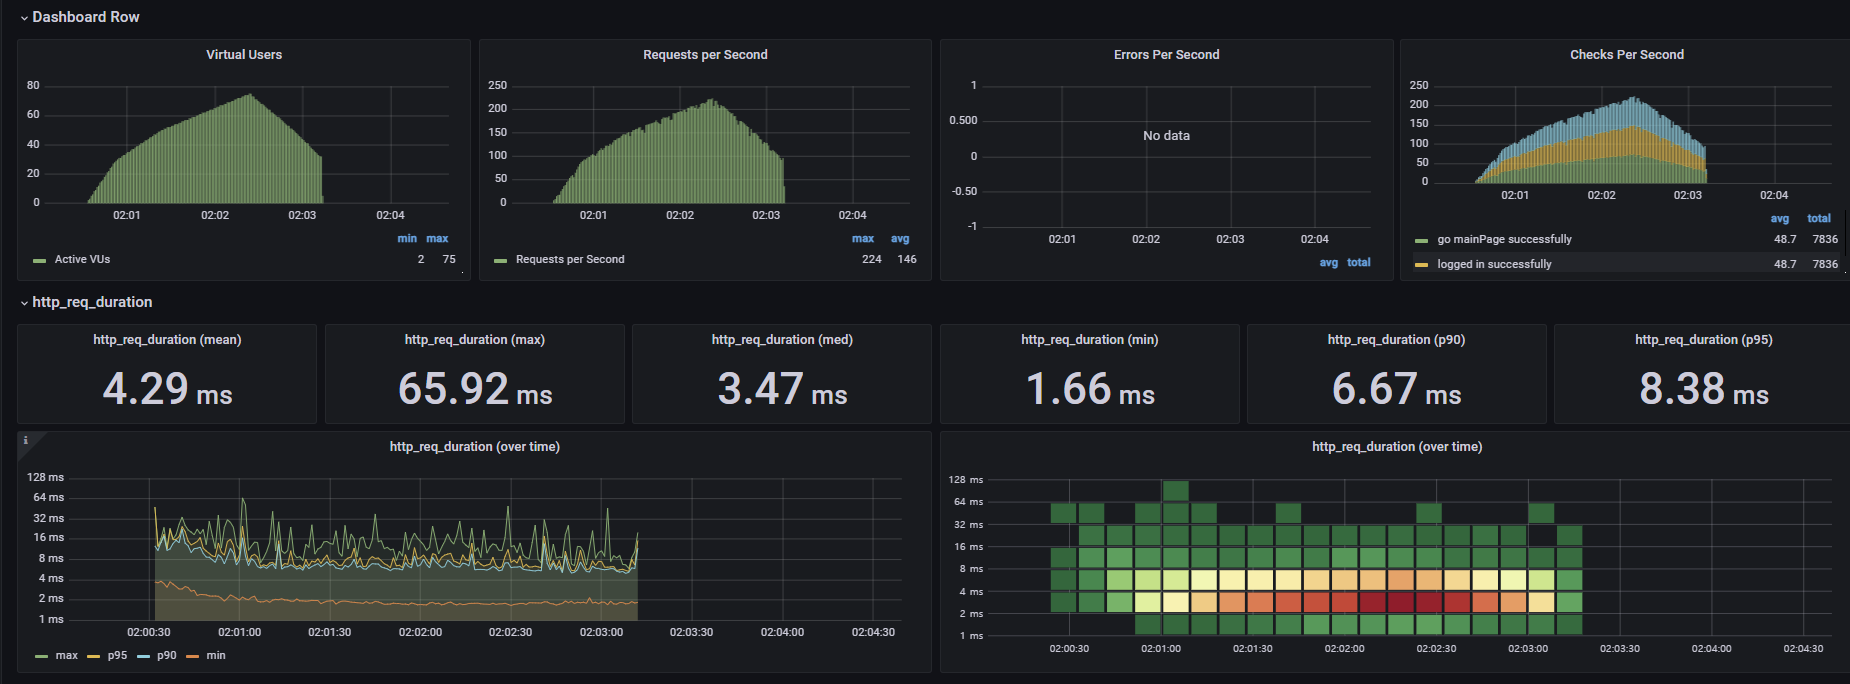 Dashboard Row
Virtual Users
80
60
40
20
0
02:01 02:02 02:03 02:04
min max
Active VUs 2 75
Requests per Second
250
200
150
100
50
0
02:01 02:02 02:03 02:04
max avg
Requests per Second 224 146
Errors Per Second
1
0.500
0
-0.50
-1
No data
02:01 02:02 02:03 02:04
avg total
Checks Per Second
250
200
150
100
50
0
02:01 02:02 02:03 02:04
avg total
go mainPage successfully 48.7 7836
logged in successfully 48.7 7836
http_req_duration
http_req_duration (mean)
4.29 ms
http_req_duration (max)
65.92 ms
http_req_duration (med)
3.47 ms
http_req_duration (min)
1.66 ms
http_req_duration (p90)
6.67 ms
http_req_duration (p95)
8.38 ms
i
http_req_duration (over time)
128 ms
64 ms
32 ms
16 ms
8 ms
4 ms
2 ms
1 ms
02:00:30 02:01:00 02:01:30 02:02:00 02:02:30 02:03:00 02:03:30 02:04:00 02:04:30
max p95 p90 min
http_req_duration (over time)
128 ms
64 ms
32 ms
16 ms
8 ms
4 ms
2 ms
1 ms
02:00:30 02:01:00 02:01:30 02:02:00 02:02:30 02:03:00 02:03:30 02:04:00 02:04:30